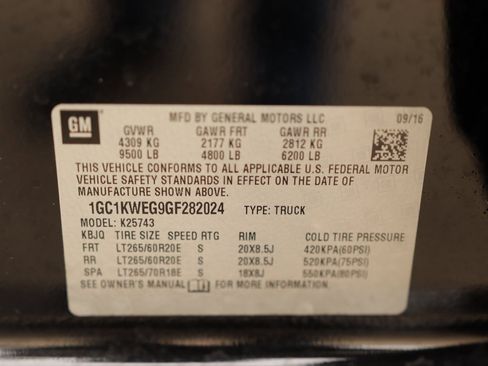 GM
MFD BY GENERAL MOTORS LLC 09/16
GVWR GAWR FRT GAWR RR
4309 KG 2177 KG 2812 KG
9500 LB 4800 LB 6200 LB
THIS VEHICLE CONFORMS TO ALL APPLICABLE U.S. FEDERAL MOTOR
VEHICLE SAFETY STANDARDS IN EFFECT ON THE DATE OF
MANUFACTURE SHOWN ABOVE.
1GC1KWEG9GF282024 TYPE: TRUCK
MODEL: K25743
KBJQ TIRE SIZE SPEED RTG RIM COLD TIRE PRESSURE
FRT LT265/60R20E S 20X8.5J 420KPA(60PSI)
RR LT265/60R20E S 20X8.5J 520KPA(75PSI)
SPA LT265/70R18E S 18X8J 550KPA(80PSI)
SEE OWNER'S MANUAL FOR MORE INFORMATION.